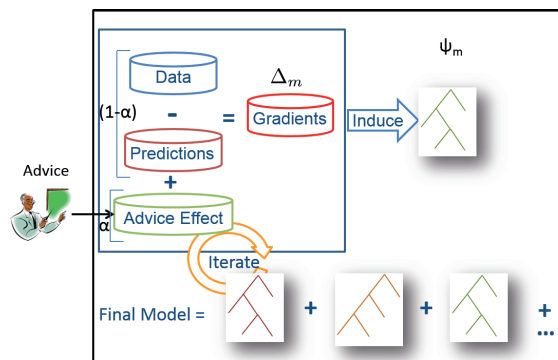 Data
ψm
Δm
(1-α)
-
=
Gradients
Induce
Predictions
+
Advice
α
Advice Effect
Iterate
Final Model =
+
+
+
...